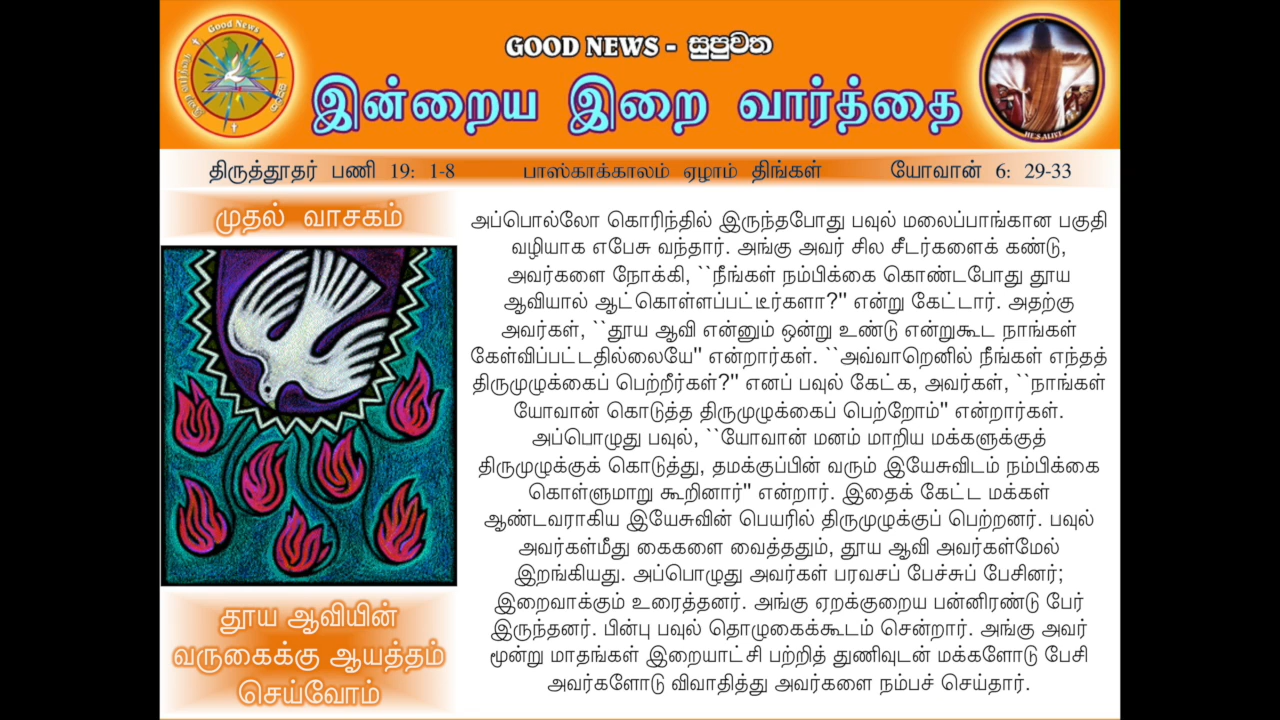 Good News
GOOD NEWS - සුපුවත
இன்றைய இறை வார்த்தை
HE'S ALIVE
திருத்தூதர் பணி 19: 1-8 பாஸ்காக்காலம் ஏழாம் திங்கள் யோவான் 6: 29-33
முதல் வாசகம்
அப்பொல்லோ கொரிந்தில் இருந்தபோது பவுல் மலைப்பாங்கான பகுதி
வழியாக எபேசு வந்தார். அங்கு அவர் சில சீடர்களைக் கண்டு,
அவர்களை நோக்கி, ``நீங்கள் நம்பிக்கை கொண்டபோது தூய
ஆவியால் ஆட்கொள்ளப்பட்டீர்களா?" என்று கேட்டார். அதற்கு
அவர்கள், ``தூய ஆவி என்னும் ஒன்று உண்டு என்றுகூட நாங்கள்
கேள்விப்பட்டதில்லையே" என்றார்கள். ``அவ்வாறெனில் நீங்கள் எந்தத்
திருமுழுக்கைப் பெற்றீர்கள்?" எனப் பவுல் கேட்க, அவர்கள், ``நாங்கள்
யோவான் கொடுத்த திருமுழுக்கைப் பெற்றோம்" என்றார்கள்.
அப்பொழுது பவுல், ``யோவான் மனம் மாறிய மக்களுக்குத்
திருமுழுக்குக் கொடுத்து, தமக்குப்பின் வரும் இயேசுவிடம் நம்பிக்கை
கொள்ளுமாறு கூறினார்" என்றார். இதைக் கேட்ட மக்கள்
ஆண்டவராகிய இயேசுவின் பெயரில் திருமுழுக்குப் பெற்றனர். பவுல்
அவர்கள்மீது கைகளை வைத்ததும், தூய ஆவி அவர்கள்மேல்
இறங்கியது. அப்பொழுது அவர்கள் பரவசப் பேச்சுப் பேசினர்;
இறைவாக்கும் உரைத்தனர். அங்கு ஏறக்குறைய பன்னிரண்டு பேர்
இருந்தனர். பின்பு பவுல் தொழுகைக்கூடம் சென்றார். அங்கு அவர்
மூன்று மாதங்கள் இறையாட்சி பற்றித் துணிவுடன் மக்களோடு பேசி
அவர்களோடு விவாதித்து அவர்களை நம்பச் செய்தார்.
தூய ஆவியின்
வருகைக்கு ஆயத்தம்
செய்வோம்